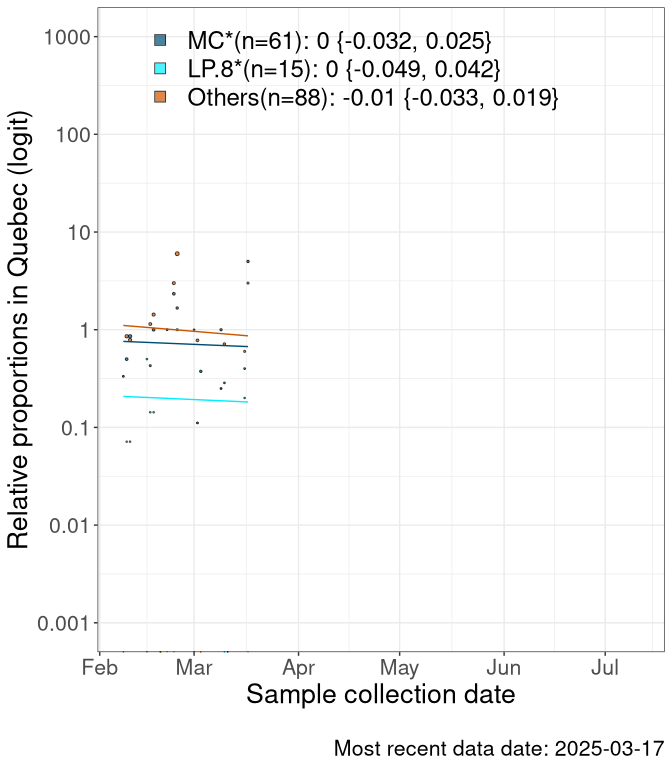 MC*(n=61): 0 {-0.032, 0.025}
LP.8*(n=15): 0 {-0.049, 0.042}
Others(n=88): -0.01 {-0.033, 0.019}
Relative proportions in Quebec (logit)
1000
100
10
1
0.1
0.01
0.001
Feb Mar Apr May Jun Jul
Sample collection date
Most recent data date: 2025-03-17